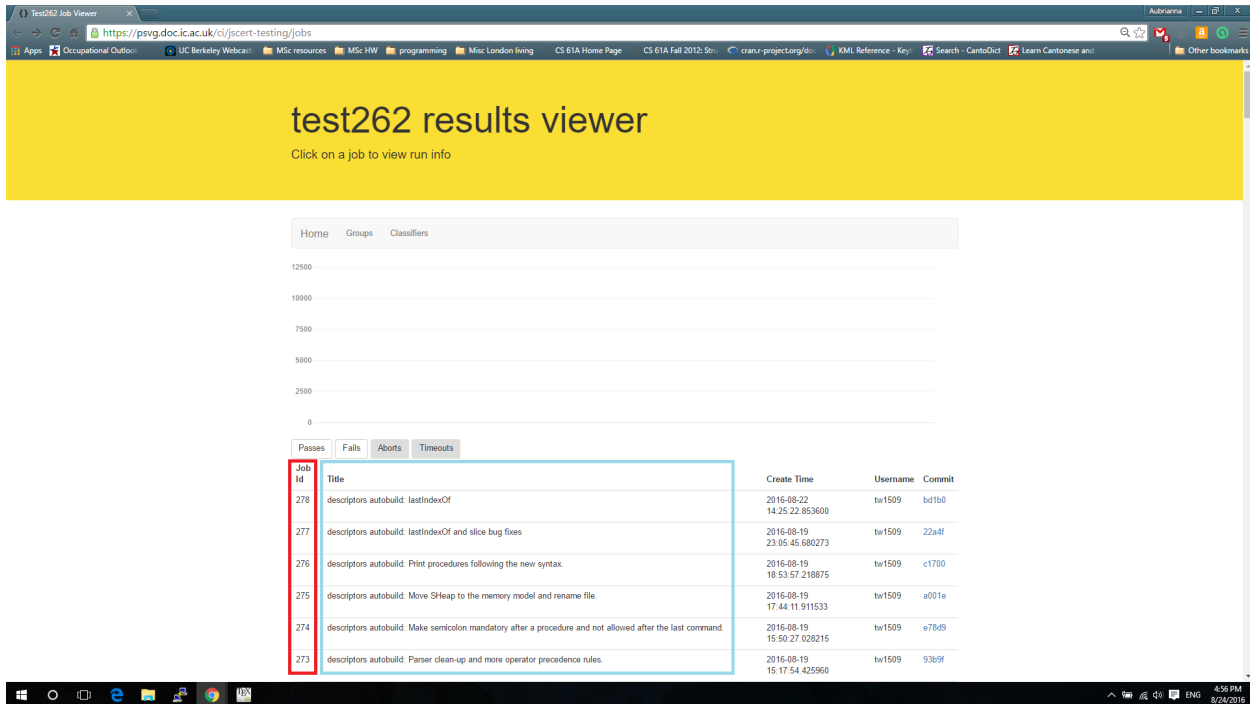 {} Test262 Job Viewer
Aubrianna
https://psvg.doc.ic.ac.uk/ci/jscert-testing/jobs
Apps Occupational Outlook UC Berkeley Webcast MSc resources MSc HW programming Misc London living CS 61A Home Page CS 61A Fall 2012: Stru cran.r-project.org/do KML Reference - Key Search - CantoDict Learn Cantonese and Other bookmarks
test262 results viewer
Click on a job to view run info
Home Groups Classifiers
12500
10000
7500
5000
2500
0
Passes Fails Aborts Timeouts
Job
Id Title Create Time Username Commit
278 descriptors autobuild: lastIndexOf 2016-08-22 tw1509 bd1b0
14:25:22.853600
277 descriptors autobuild: lastIndexOf and slice bug fixes 2016-08-19 tw1509 22a4f
23:05:45.680273
276 descriptors autobuild: Print procedures following the new syntax. 2016-08-19 tw1509 c1700
18:53:57.218875
275 descriptors autobuild: Move SHeap to the memory model and rename file. 2016-08-19 tw1509 a001e
17:44:11.911533
274 descriptors autobuild: Make semicolon mandatory after a procedure and not allowed after the last command. 2016-08-19 tw1509 e78d9
15:50:27.028215
273 descriptors autobuild: Parser clean-up and more operator precedence rules. 2016-08-19 tw1509 93b9f
15:17:54.425960
ENG 4:56 PM
8/24/2016